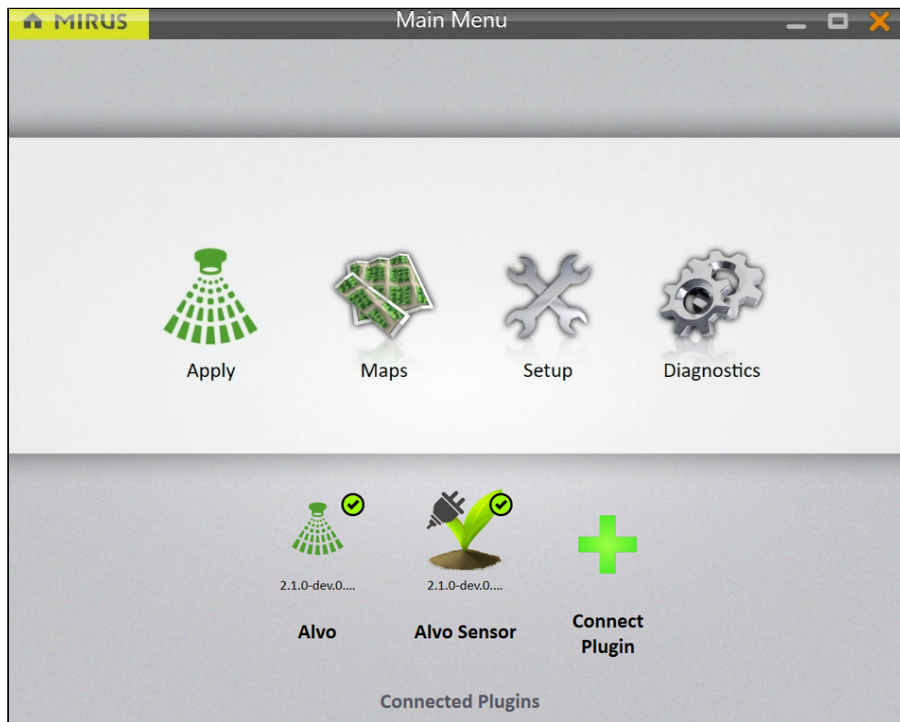 MIRUS
Main Menu
Apply
Maps
Setup
Diagnostics
2.1.0-dev.0....
2.1.0-dev.0....
Alvo
Alvo Sensor
Connect
Plugin
Connected Plugins